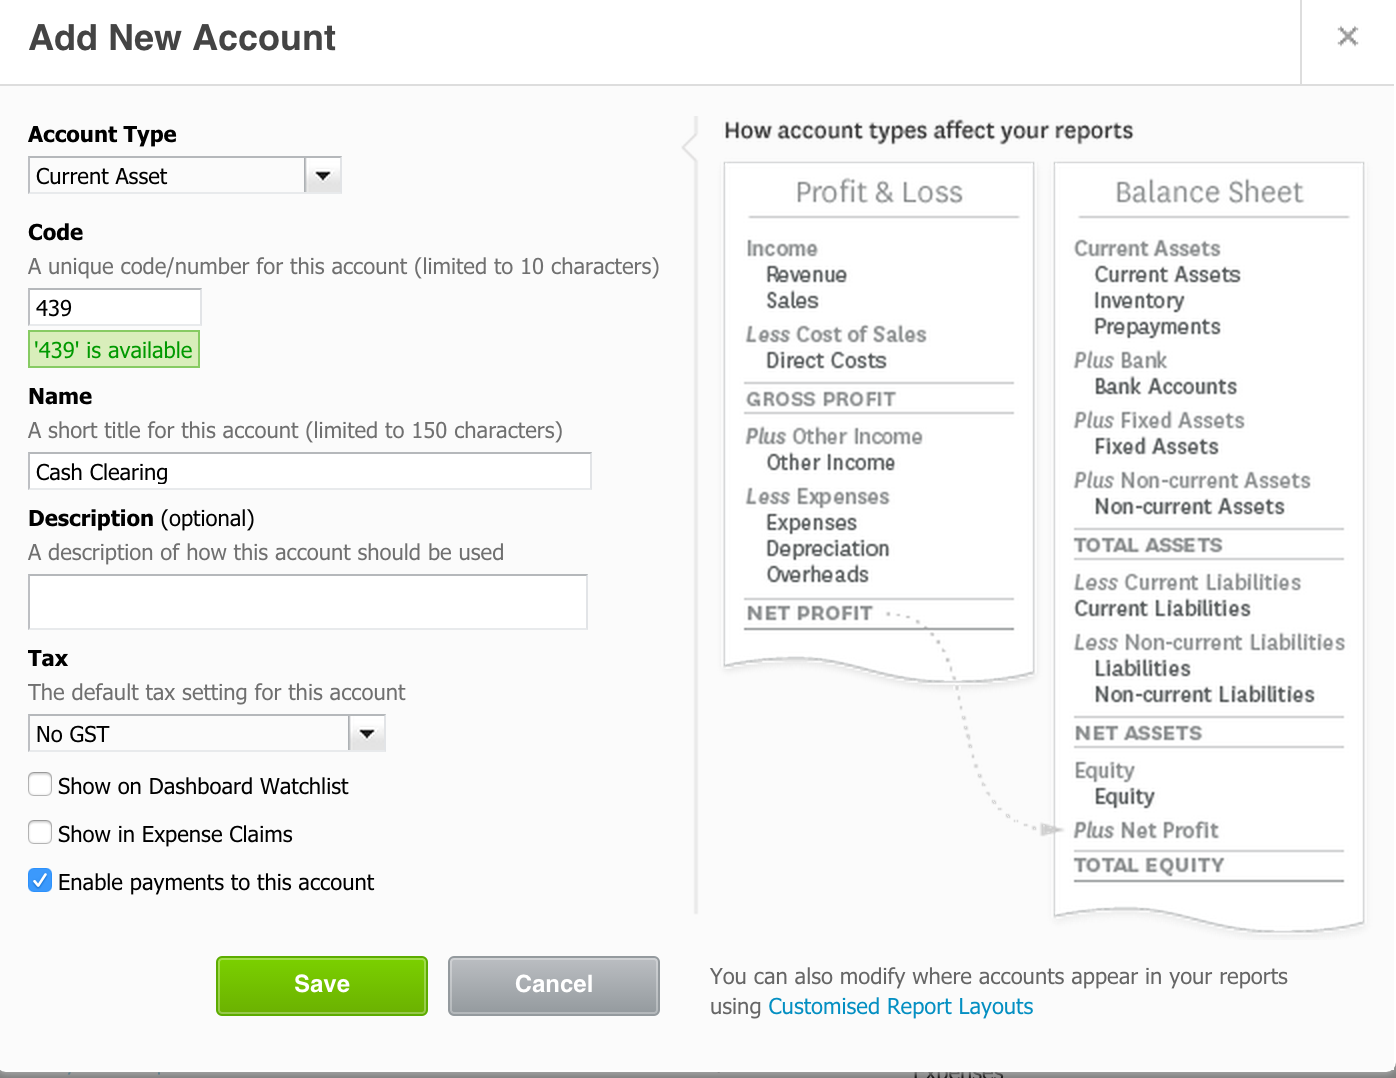 Add New Account
Account Type
Current Asset
Code
A unique code/number for this account (limited to 10 characters)
439
'439' is available
Name
A short title for this account (limited to 150 characters)
Cash Clearing
Description (optional)
A description of how this account should be used
Tax
The default tax setting for this account
No GST
Show on Dashboard Watchlist
Show in Expense Claims
Enable payments to this account
Save
Cancel
How account types affect your reports
Profit & Loss
Income
Revenue
Sales
Less Cost of Sales
Direct Costs
GROSS PROFIT
Plus Other Income
Other Income
Less Expenses
Expenses
Depreciation
Overheads
NET PROFIT
Balance Sheet
Current Assets
Current Assets
Inventory
Prepayments
Plus Bank
Bank Accounts
Plus Fixed Assets
Fixed Assets
Plus Non-current Assets
Non-current Assets
TOTAL ASSETS
Less Current Liabilities
Current Liabilities
Less Non-current Liabilities
Liabilities
Non-current Liabilities
NET ASSETS
Equity
Equity
Plus Net Profit
TOTAL EQUITY
You can also modify where accounts appear in your reports
using Customised Report Layouts
Expenses